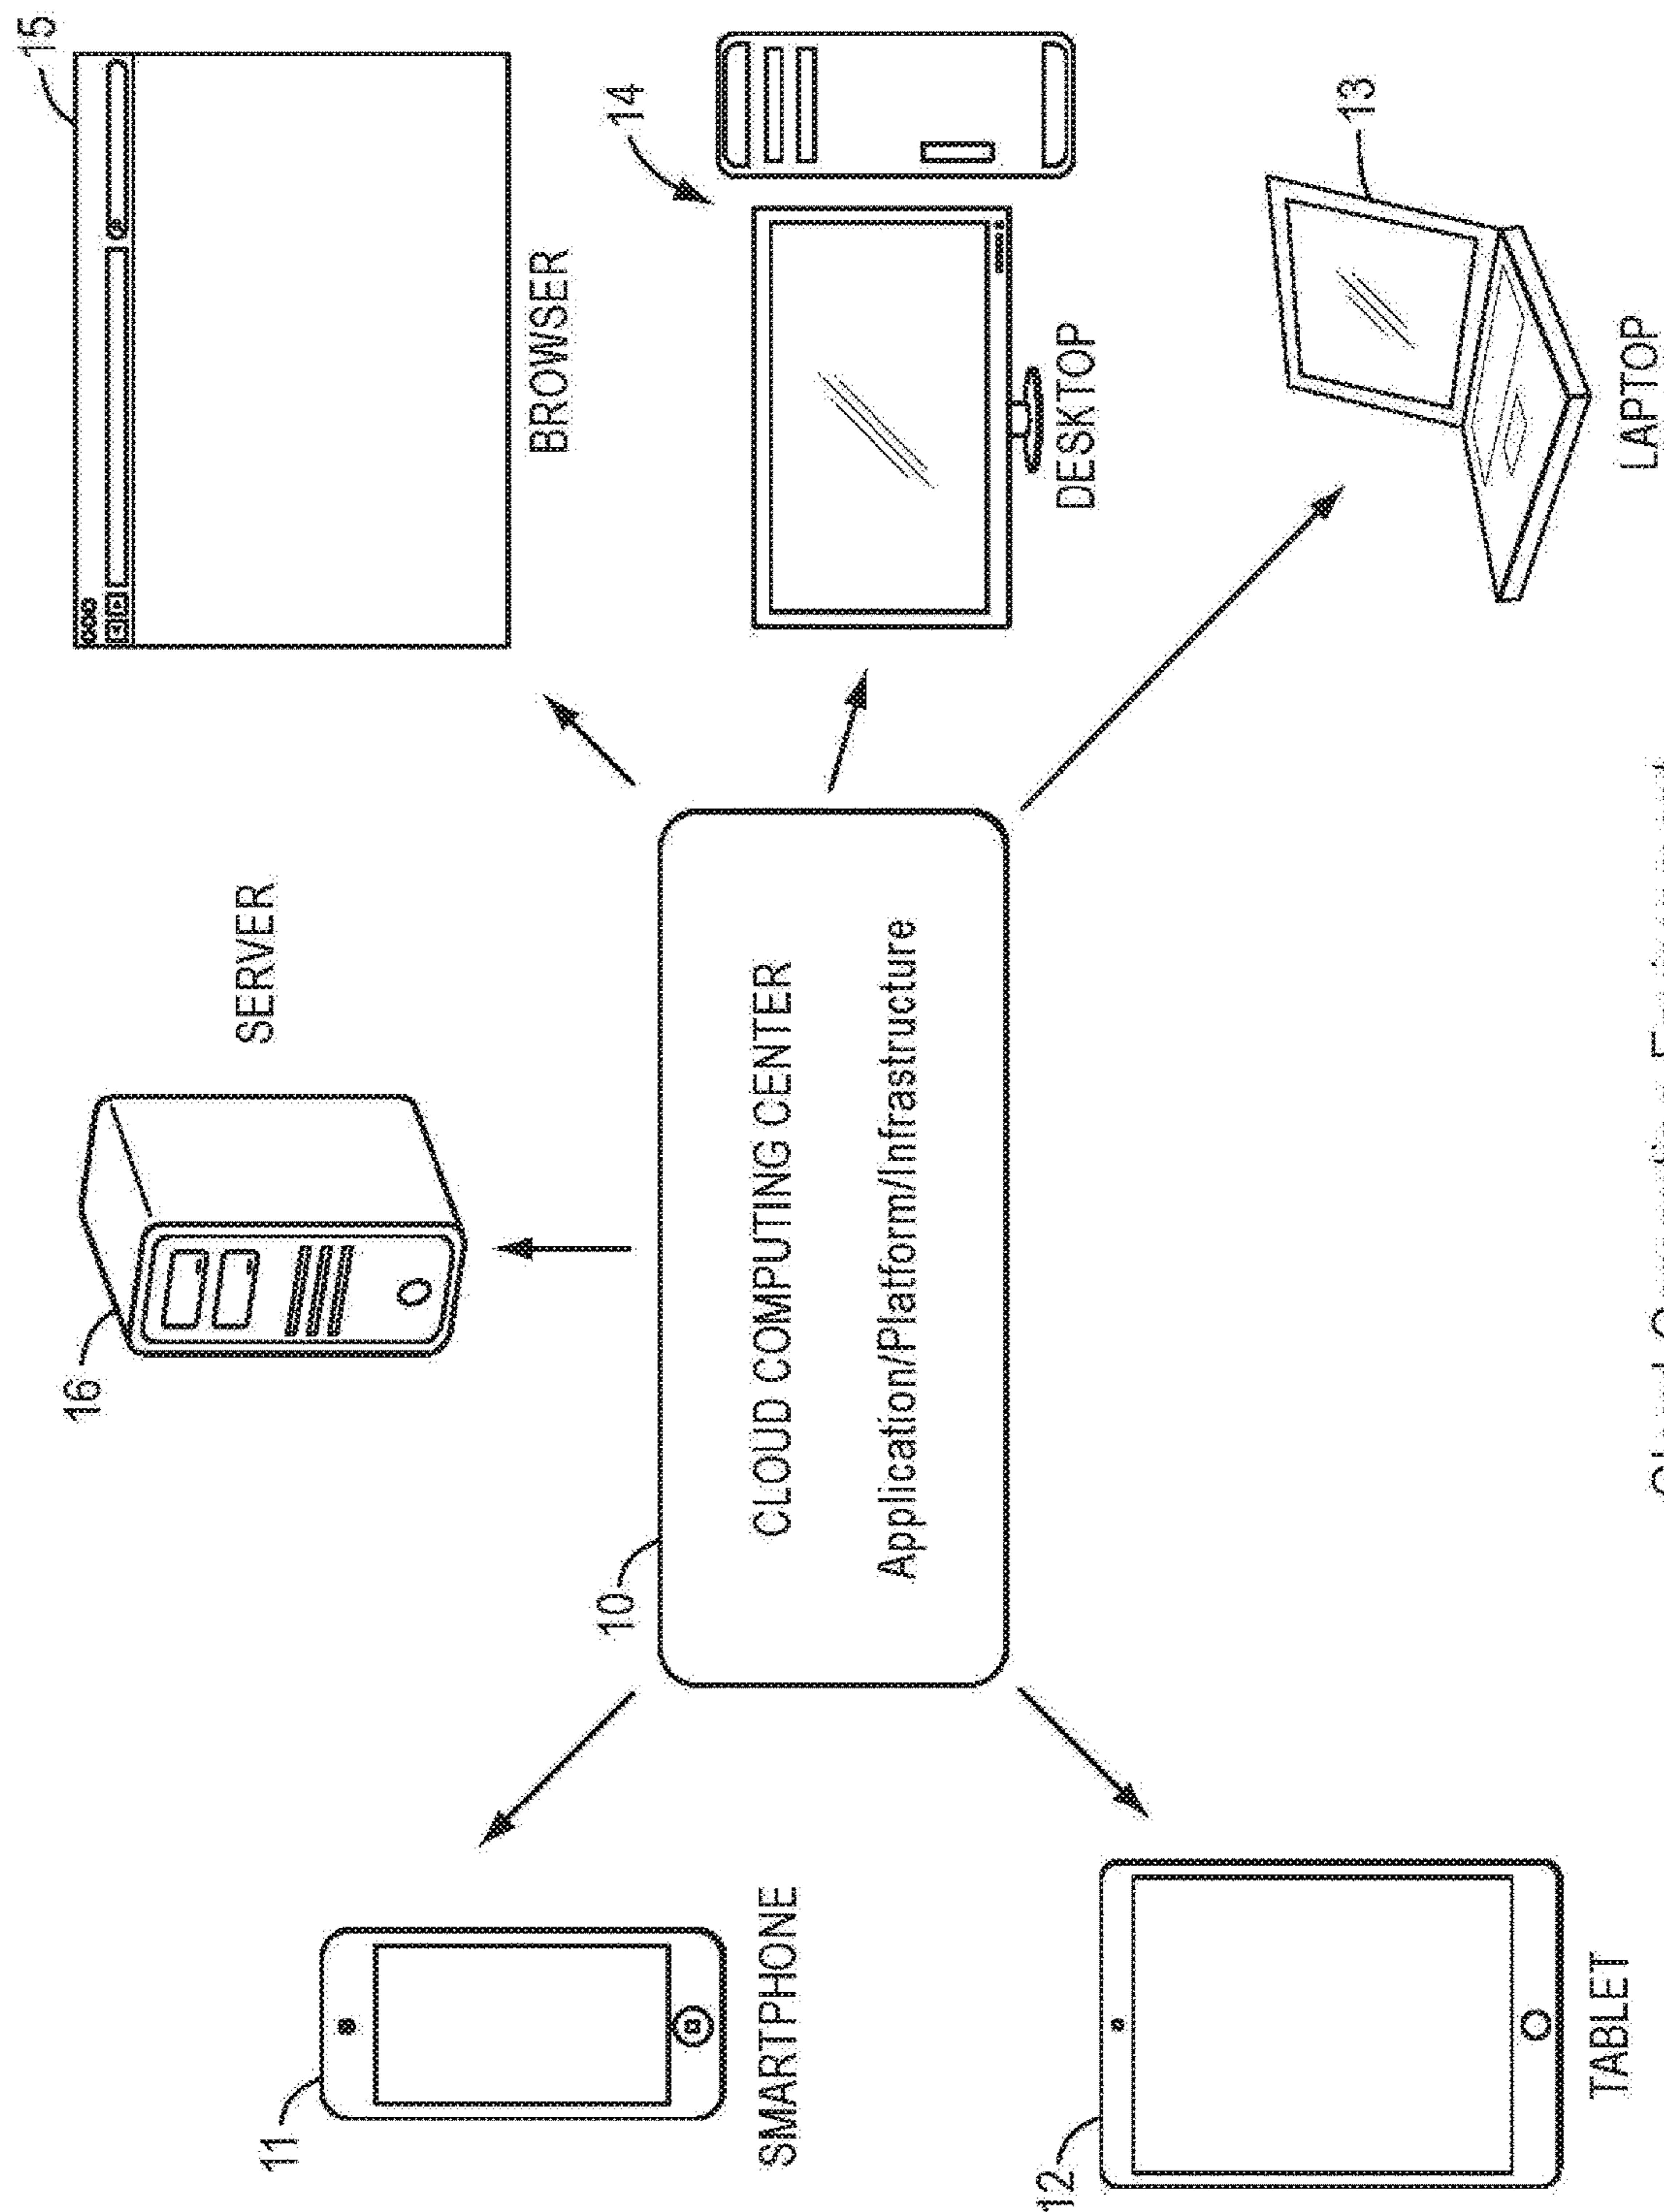 SERVER
16
15
BROWSER
11
SMARTPHONE
10
CLOUD COMPUTING CENTER
Application/Platform/Infrastructure
14
DESKTOP
12
TABLET
13
LAPTOP